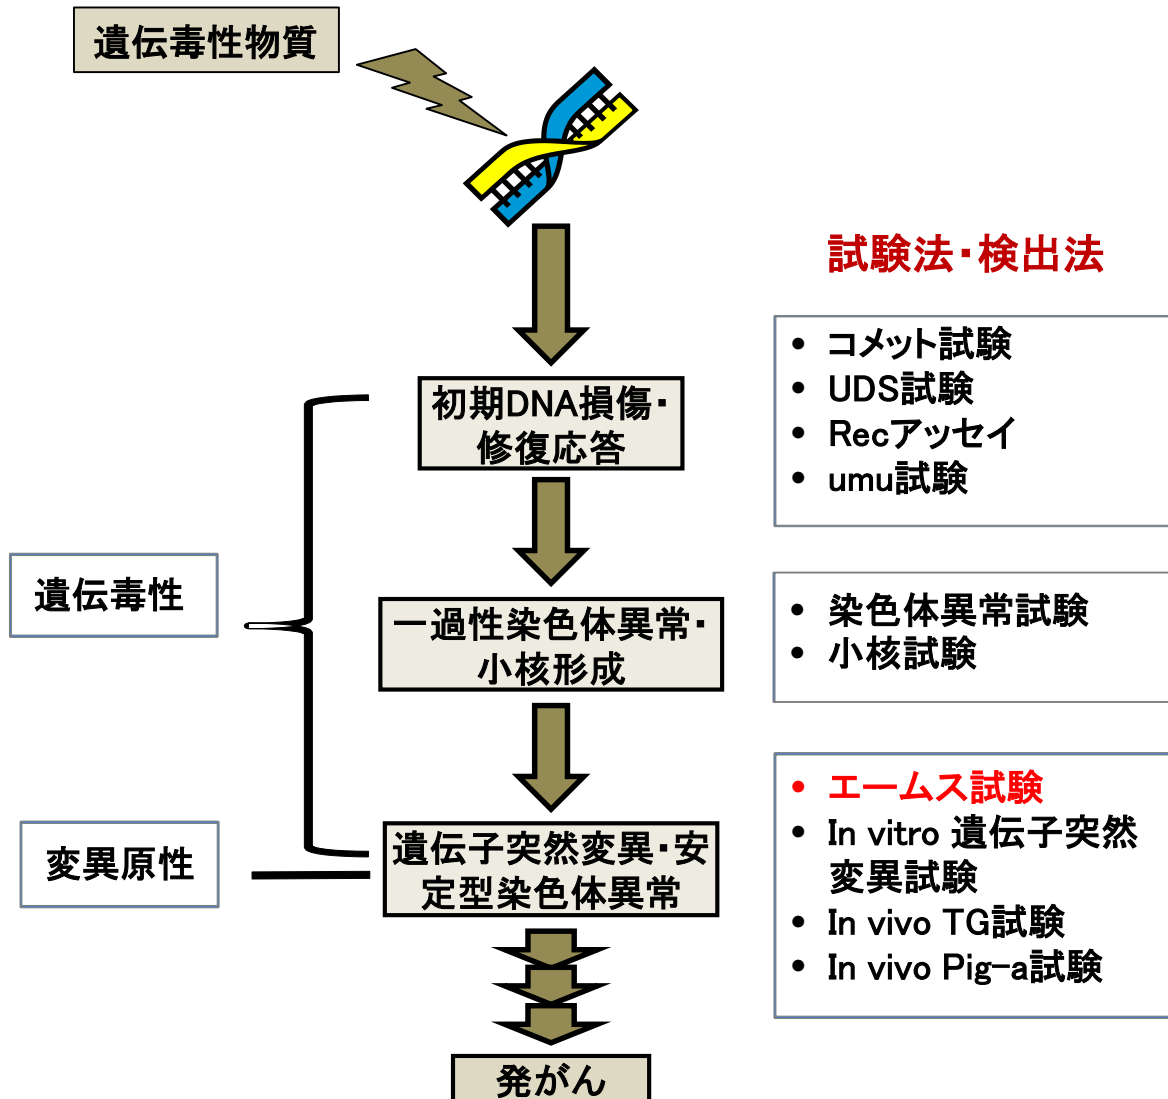 遺伝毒性物質
試験法・検出法
初期DNA損傷・
修復応答
• コメット試験
• UDS試験
• Recアッセイ
• umu試験
遺伝毒性
一過性染色体異常・
小核形成
• 染色体異常試験
• 小核試験
変異原性
遺伝子突然変異・安
定型染色体異常
• エームス試験
• In vitro 遺伝子突然
変異試験
• In vivo TG試験
• In vivo Pig-a試験
発がん